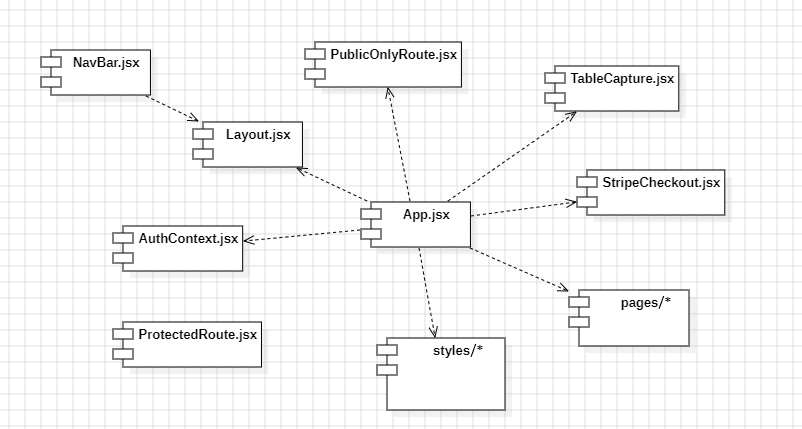 NavBar.jsx
PublicOnlyRoute.jsx
TableCapture.jsx
Layout.jsx
StripeCheckout.jsx
App.jsx
AuthContext.jsx
pages/*
ProtectedRoute.jsx
styles/*